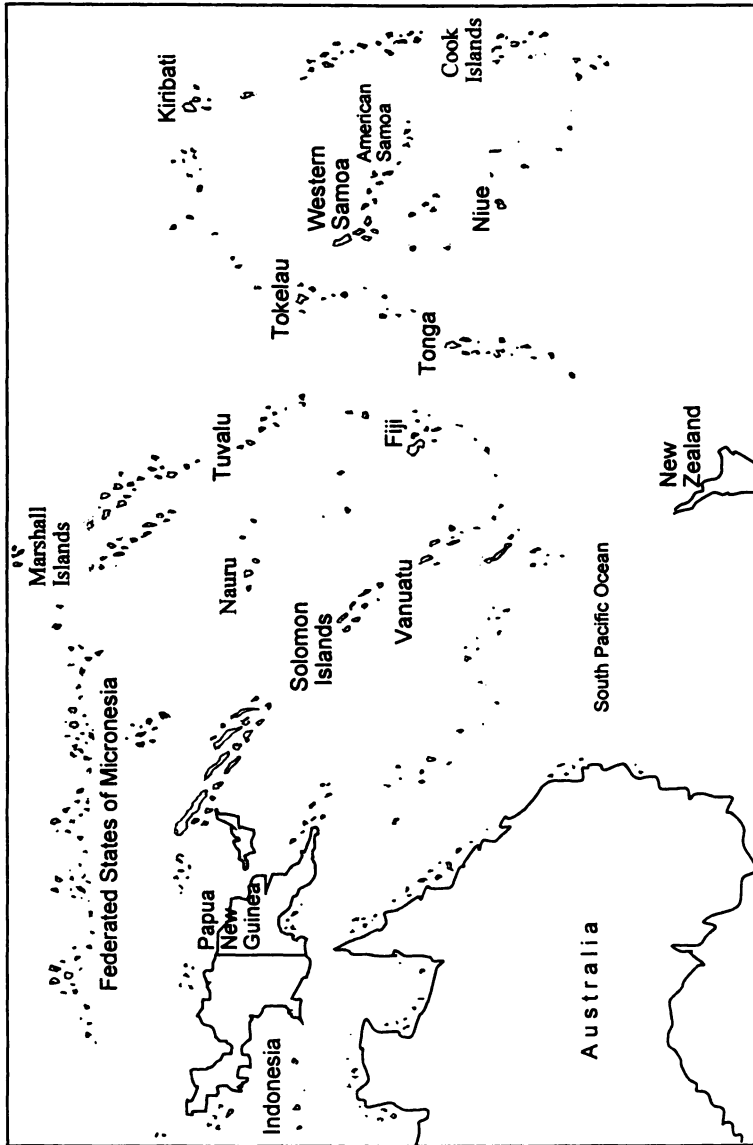 Marshall
Islands
Kiribati
Federated States of Micronesia
Tuvalu
Nauru
Tokelau
Papua
New
Guinea
Indonesia
Solomon
Islands
Western
Samoa
American
Samoa
Cook
Islands
Vanuatu
Fiji
Tonga
Niue
Australia
South Pacific Ocean
New
Zealand